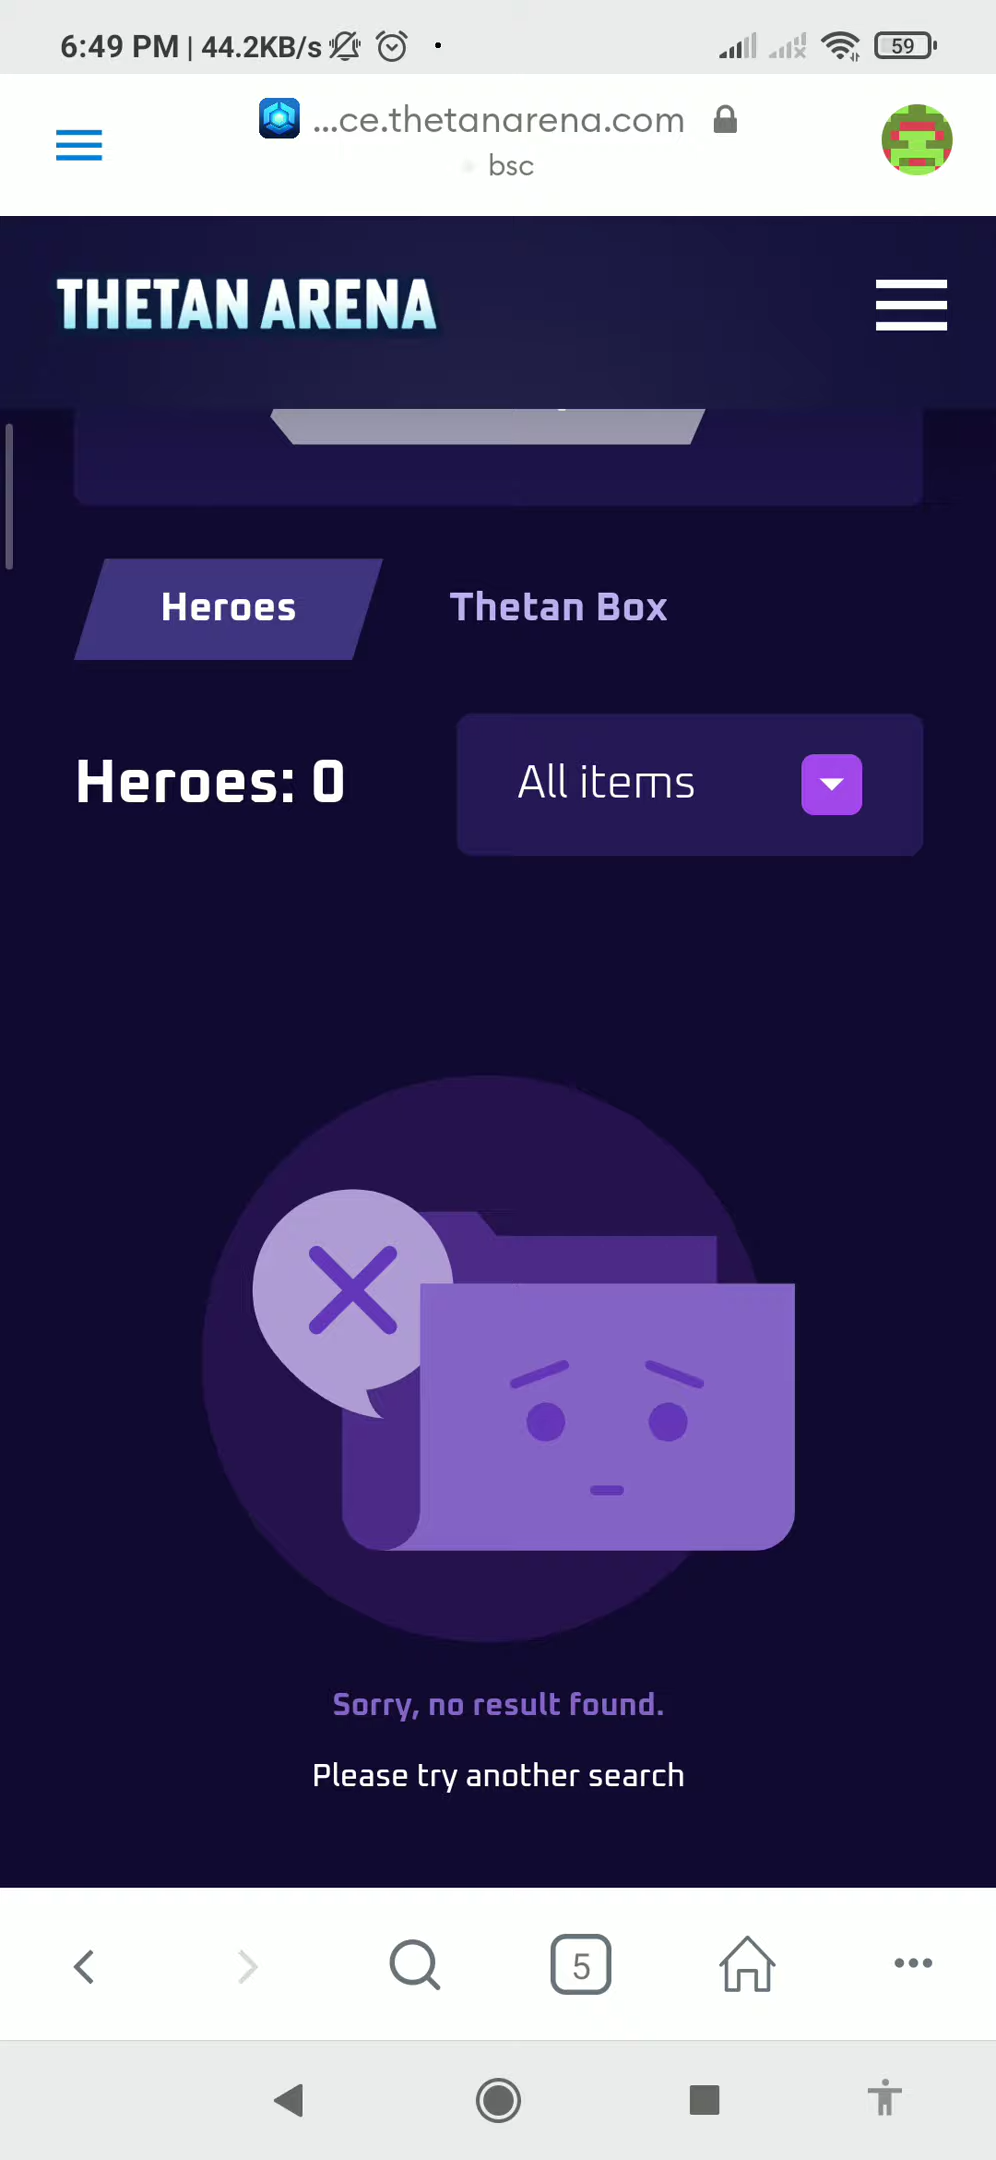 6:49 PM | 44.2KB/s
59
...ce.thetanarena.com
bsc
THETAN ARENA
Heroes
Thetan Box
Heroes: 0
All items
Sorry, no result found.
Please try another search
5